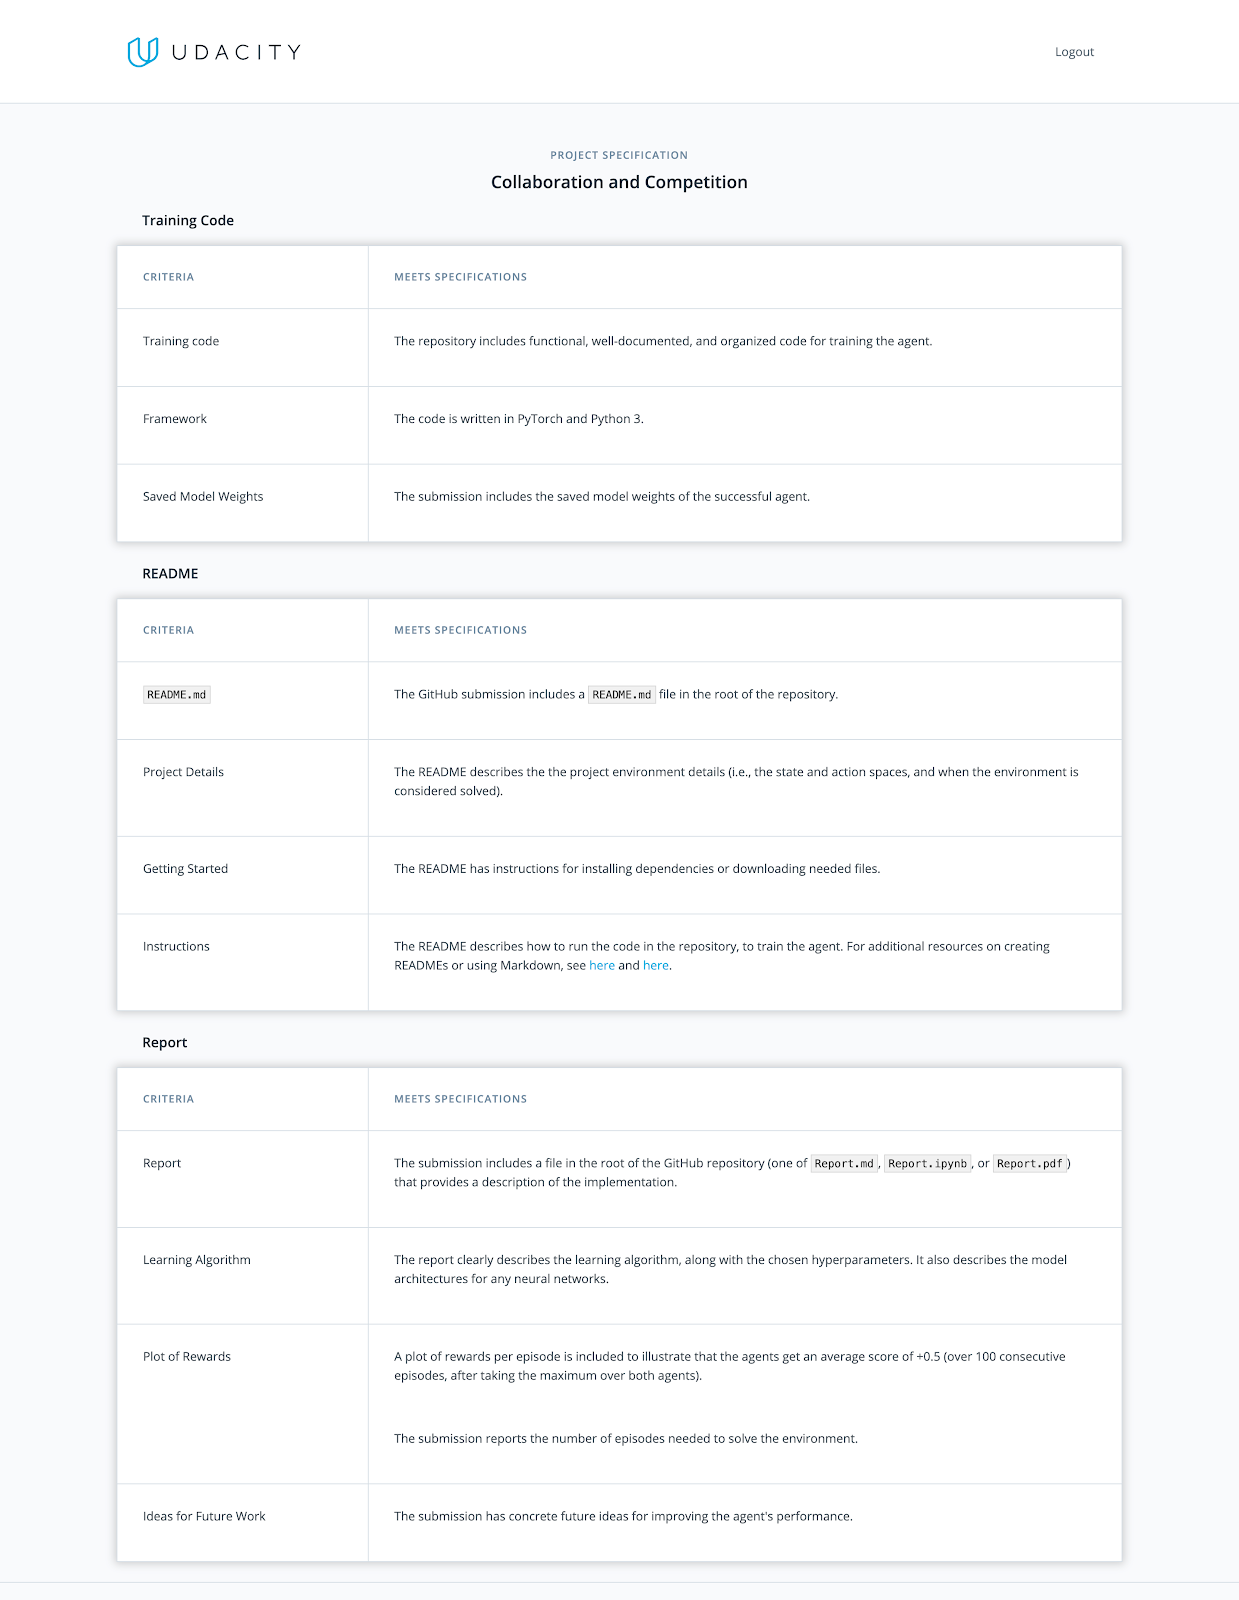 UDACITY
Logout
PROJECT SPECIFICATION
Collaboration and Competition
Training Code
CRITERIA
MEETS SPECIFICATIONS
Training code
The repository includes functional, well-documented, and organized code for training the agent.
Framework
The code is written in PyTorch and Python 3.
Saved Model Weights
The submission includes the saved model weights of the successful agent.
README
CRITERIA
MEETS SPECIFICATIONS
README.md
The GitHub submission includes a README.md file in the root of the repository.
Project Details
The README describes the the project environment details (i.e., the state and action spaces, and when the environment is
considered solved).
Getting Started
The README has instructions for installing dependencies or downloading needed files.
Instructions
The README describes how to run the code in the repository, to train the agent. For additional resources on creating
READMEs or using Markdown, see here and here.
Report
CRITERIA
MEETS SPECIFICATIONS
Report
The submission includes a file in the root of the GitHub repository (one of Report.md, Report.ipynb, or Report.pdf)
that provides a description of the implementation.
Learning Algorithm
The report clearly describes the learning algorithm, along with the chosen hyperparameters. It also describes the model
architectures for any neural networks.
Plot of Rewards
A plot of rewards per episode is included to illustrate that the agents get an average score of +0.5 (over 100 consecutive
episodes, after taking the maximum over both agents).
The submission reports the number of episodes needed to solve the environment.
Ideas for Future Work
The submission has concrete future ideas for improving the agent's performance.